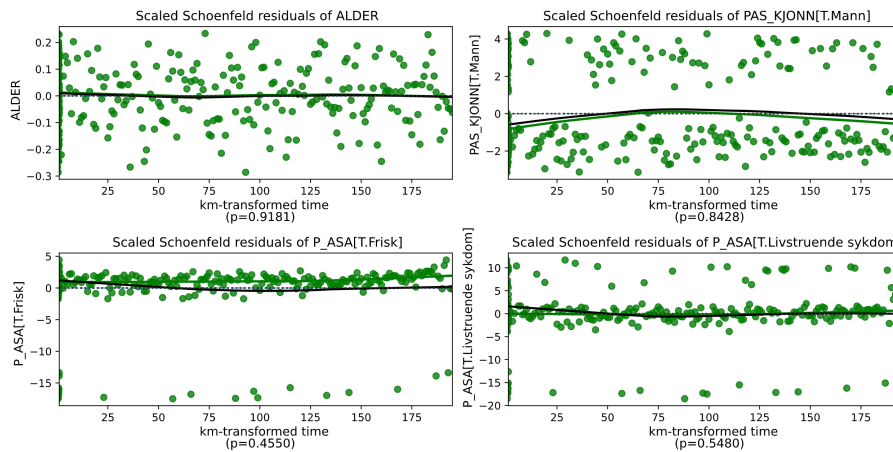 Scaled Schoenfeld residuals of ALDER
0.2
0.1
0.0
−0.1
−0.2
−0.3
ALDER
25 50 75 100 125 150 175
km-transformed time
(p=0.9181)
Scaled Schoenfeld residuals of PAS_KJONN[T.Mann]
4
2
0
−2
PAS_KJONN[T.Mann]
25 50 75 100 125 150 175
km-transformed time
(p=0.8428)
Scaled Schoenfeld residuals of P_ASA[T.Frisk]
5
0
−5
−10
−15
P_ASA[T.Frisk]
25 50 75 100 125 150 175
km-transformed time
(p=0.4550)
Scaled Schoenfeld residuals of P_ASA[T.Livstruende sykdom
10
5
0
−5
−10
−15
−20
P_ASA[T.Livstruende sykdom]
25 50 75 100 125 150 175
km-transformed time
(p=0.5480)